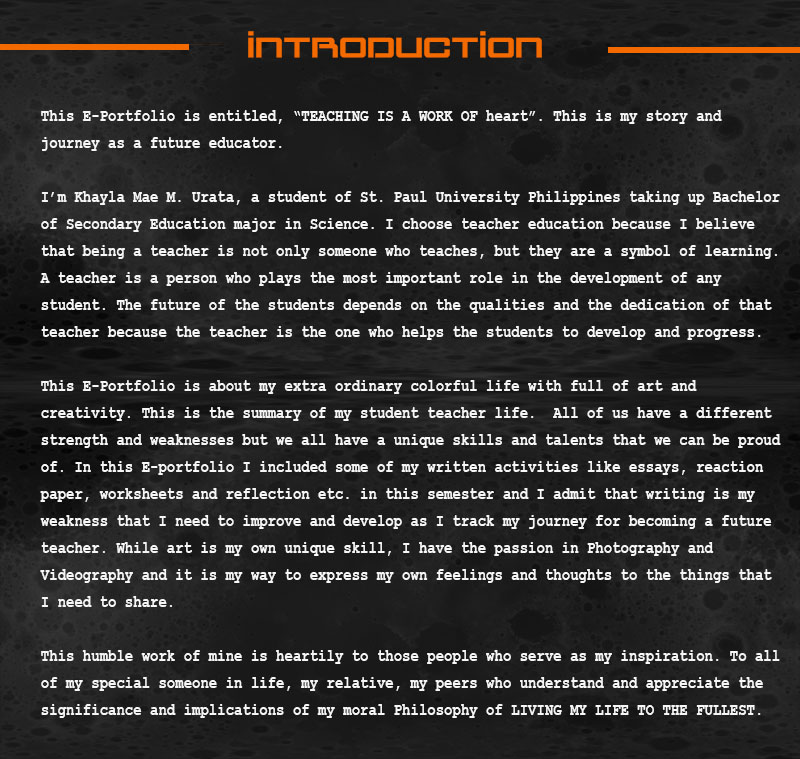 INTRODUCTION
This E-Portfolio is entitled, “TEACHING IS A WORK OF heart”. This is my story and
journey as a future educator.
I’m Khayla Mae M. Urata, a student of St. Paul University Philippines taking up Bachelor
of Secondary Education major in Science. I choose teacher education because I believe
that being a teacher is not only someone who teaches, but they are a symbol of learning.
A teacher is a person who plays the most important role in the development of any
student. The future of the students depends on the qualities and the dedication of that
teacher because the teacher is the one who helps the students to develop and progress.
This E-Portfolio is about my extra ordinary colorful life with full of art and
creativity. This is the summary of my student teacher life.  All of us have a different
strength and weaknesses but we all have a unique skills and talents that we can be proud
of. In this E-portfolio I included some of my written activities like essays, reaction
paper, worksheets and reflection etc. in this semester and I admit that writing is my
weakness that I need to improve and develop as I track my journey for becoming a future
teacher. While art is my own unique skill, I have the passion in Photography and
Videography and it is my way to express my own feelings and thoughts to the things that
I need to share.
This humble work of mine is heartily to those people who serve as my inspiration. To all
of my special someone in life, my relative, my peers who understand and appreciate the
significance and implications of my moral Philosophy of LIVING MY LIFE TO THE FULLEST.